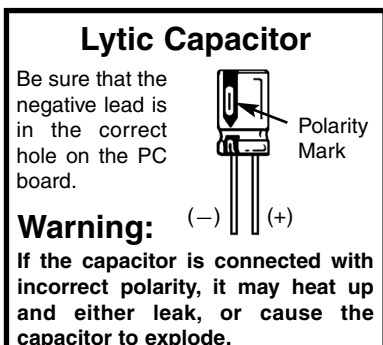 Lytic Capacitor
Be sure that the
negative lead is
in the correct
hole on the PC
board.
Polarity
Mark
(—) (+)
Warning:
If the capacitor is connected with
incorrect polarity, it may heat up
and either leak, or cause the
capacitor to explode.